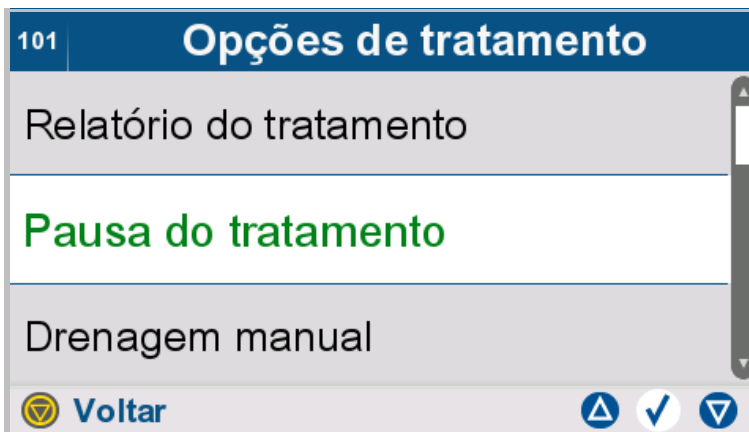 101
Opções de tratamento
Relatório do tratamento
Pausa do tratamento
Drenagem manual
Voltar